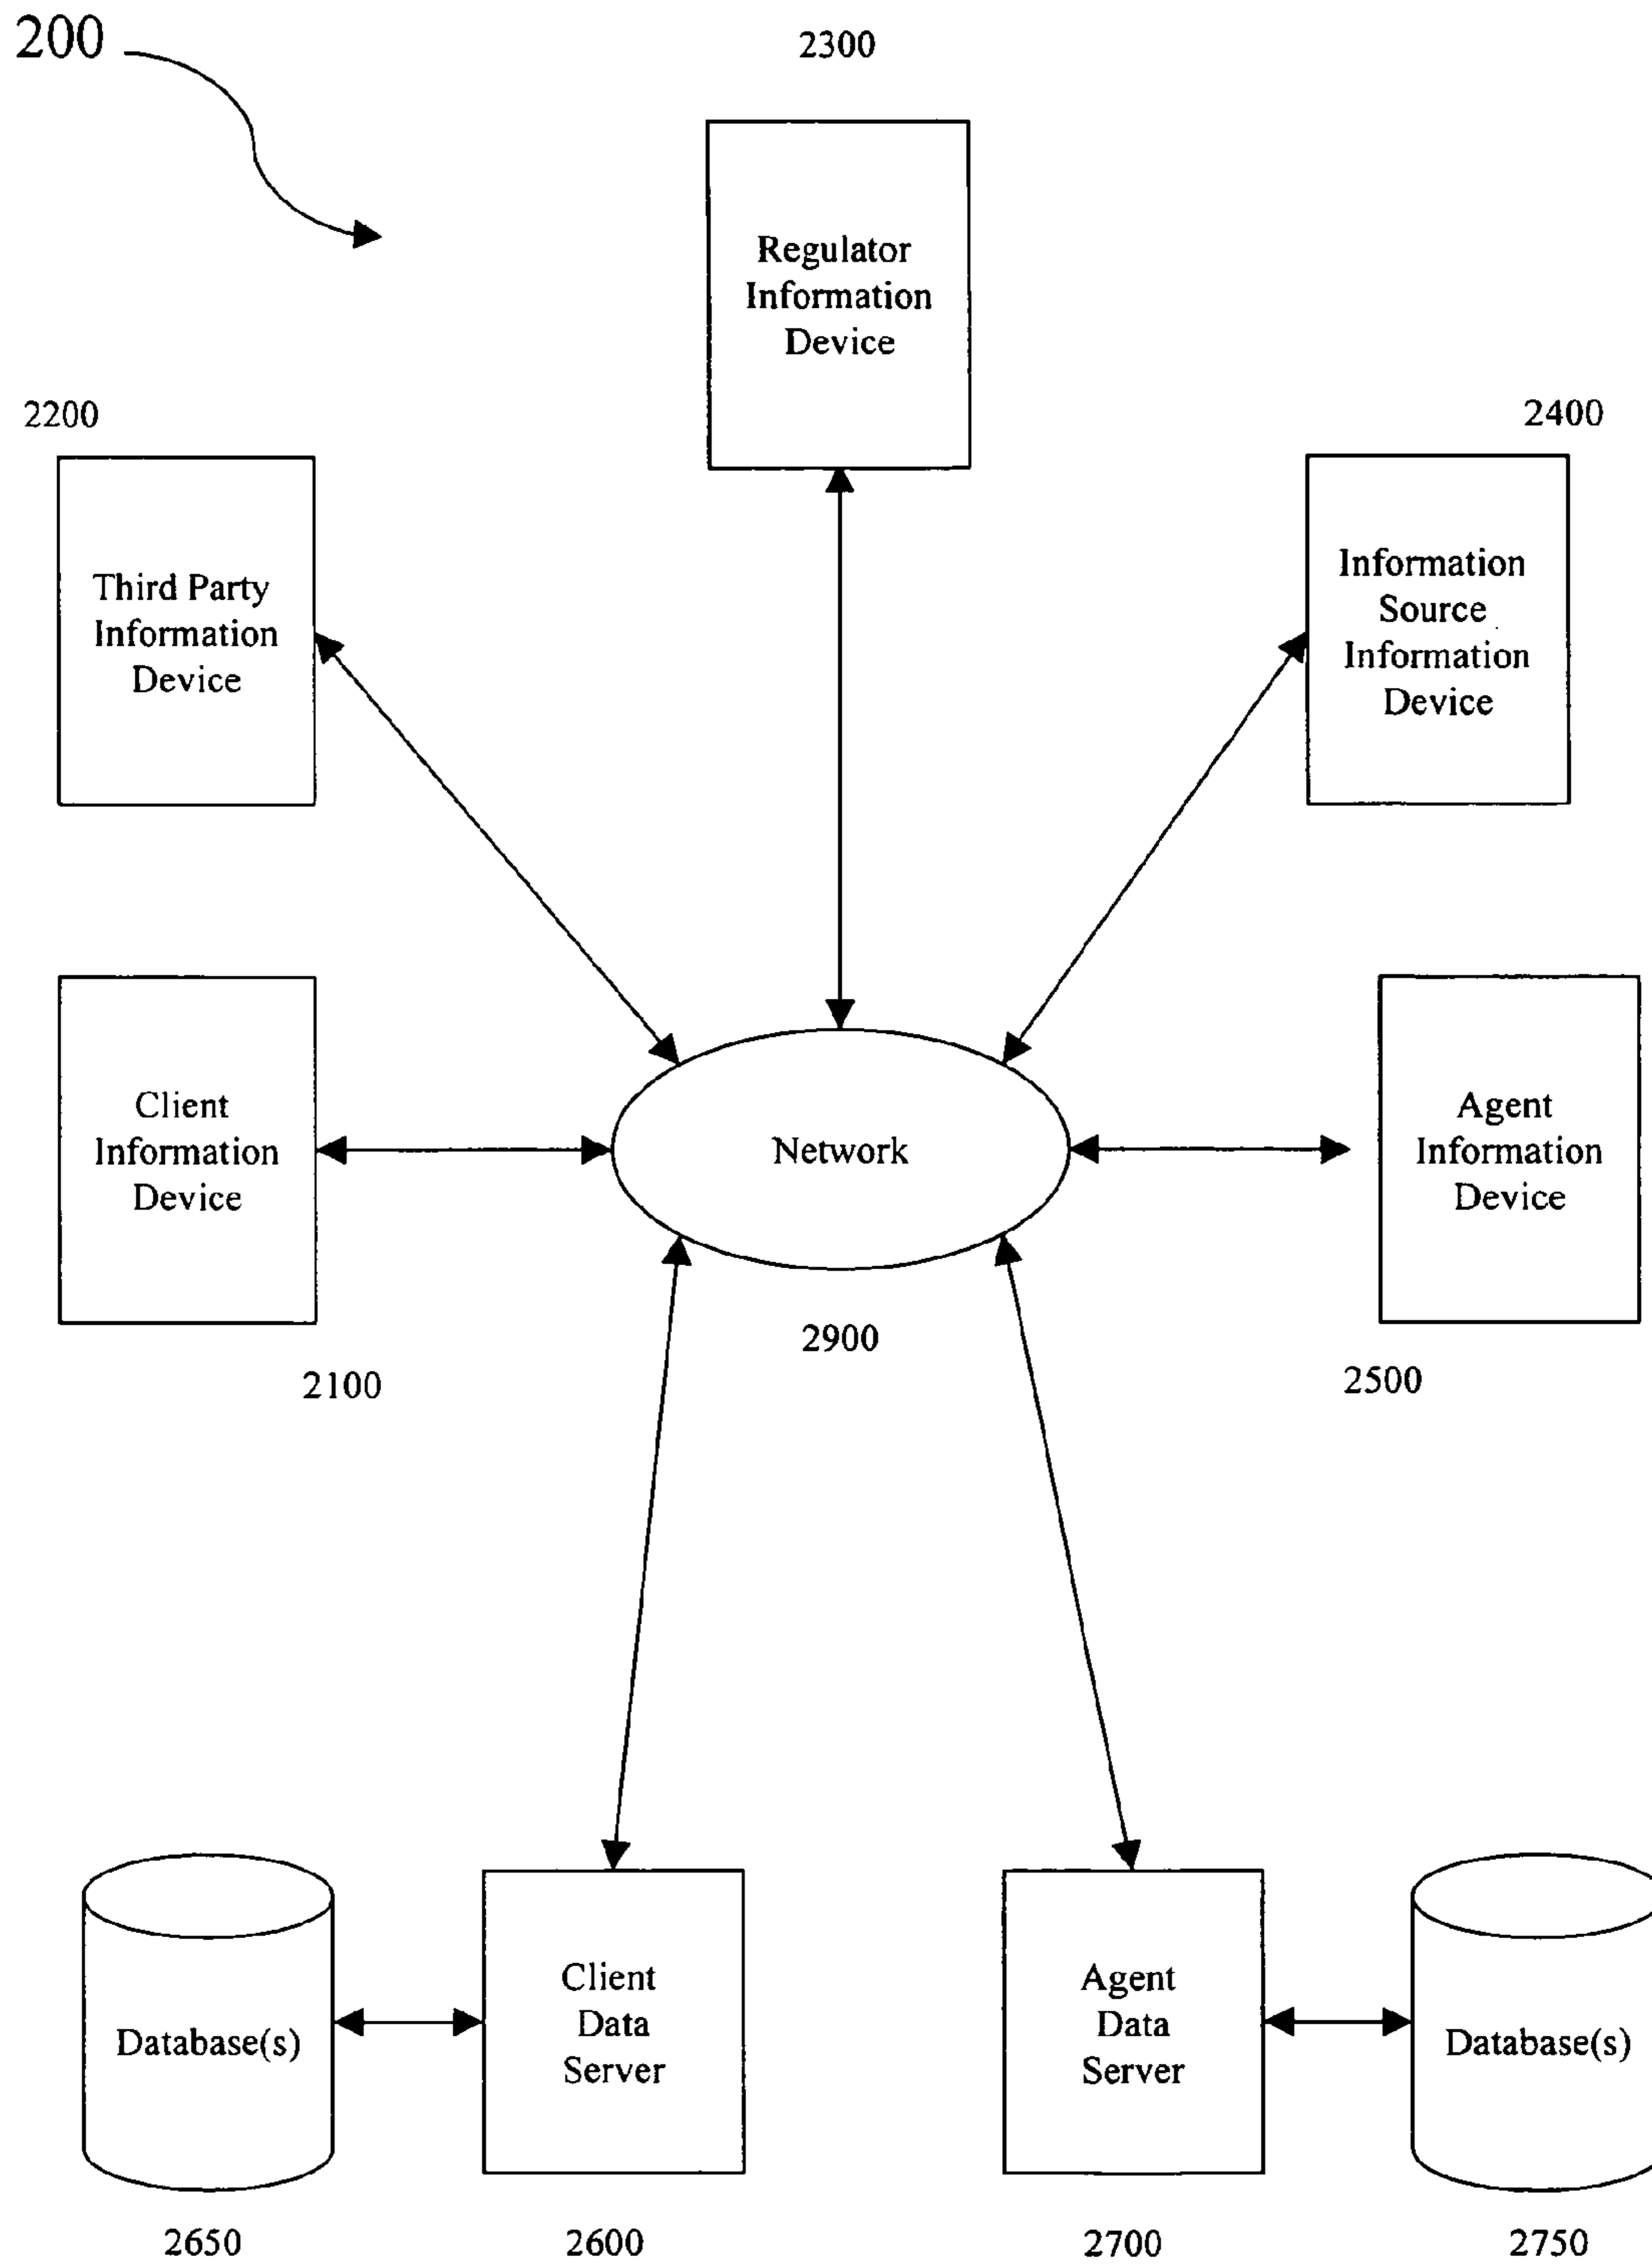 200
2300
Regulator
Information
Device
2200
Third Party
Information
Device
2400
Information
Source
Information
Device
Client
Information
Device
2100
Network
2900
Agent
Information
Device
2500
Database(s)
2650
Client
Data
Server
2600
Agent
Data
Server
2700
Database(s)
2750